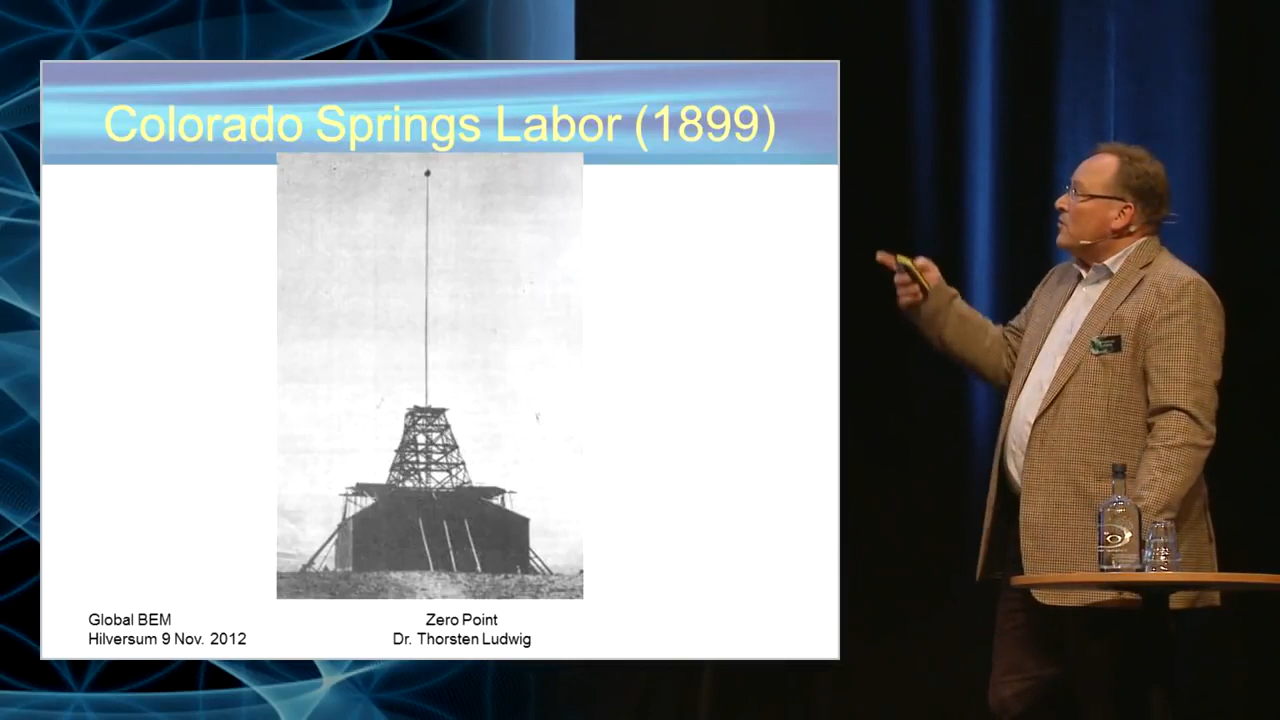 Colorado Springs Labor (1899)
Global BEM
Hilversum 9 Nov. 2012
Zero Point
Dr. Thorsten Ludwig